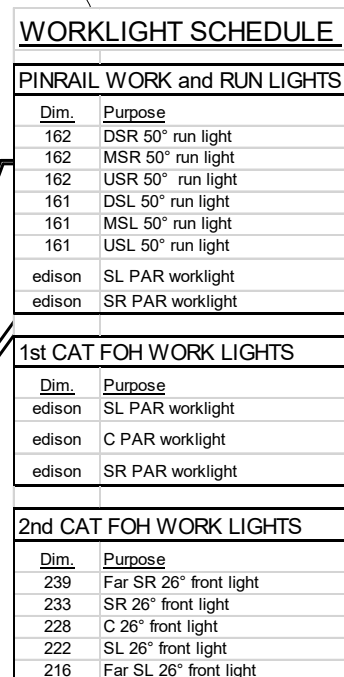 WORKLIGHT SCHEDULE
PINRAIL WORK and RUN LIGHTS
Dim. Purpose
162 DSR 50° run light
162 MSR 50° run light
162 USR 50° run light
161 DSL 50° run light
161 MSL 50° run light
161 USL 50° run light
edison SL PAR worklight
edison SR PAR worklight
1st CAT FOH WORK LIGHTS
Dim. Purpose
edison SL PAR worklight
edison C PAR worklight
edison SR PAR worklight
2nd CAT FOH WORK LIGHTS
Dim. Purpose
239 Far SR 26° front light
233 SR 26° front light
228 C 26° front light
222 SL 26° front light
216 Far SL 26° front light